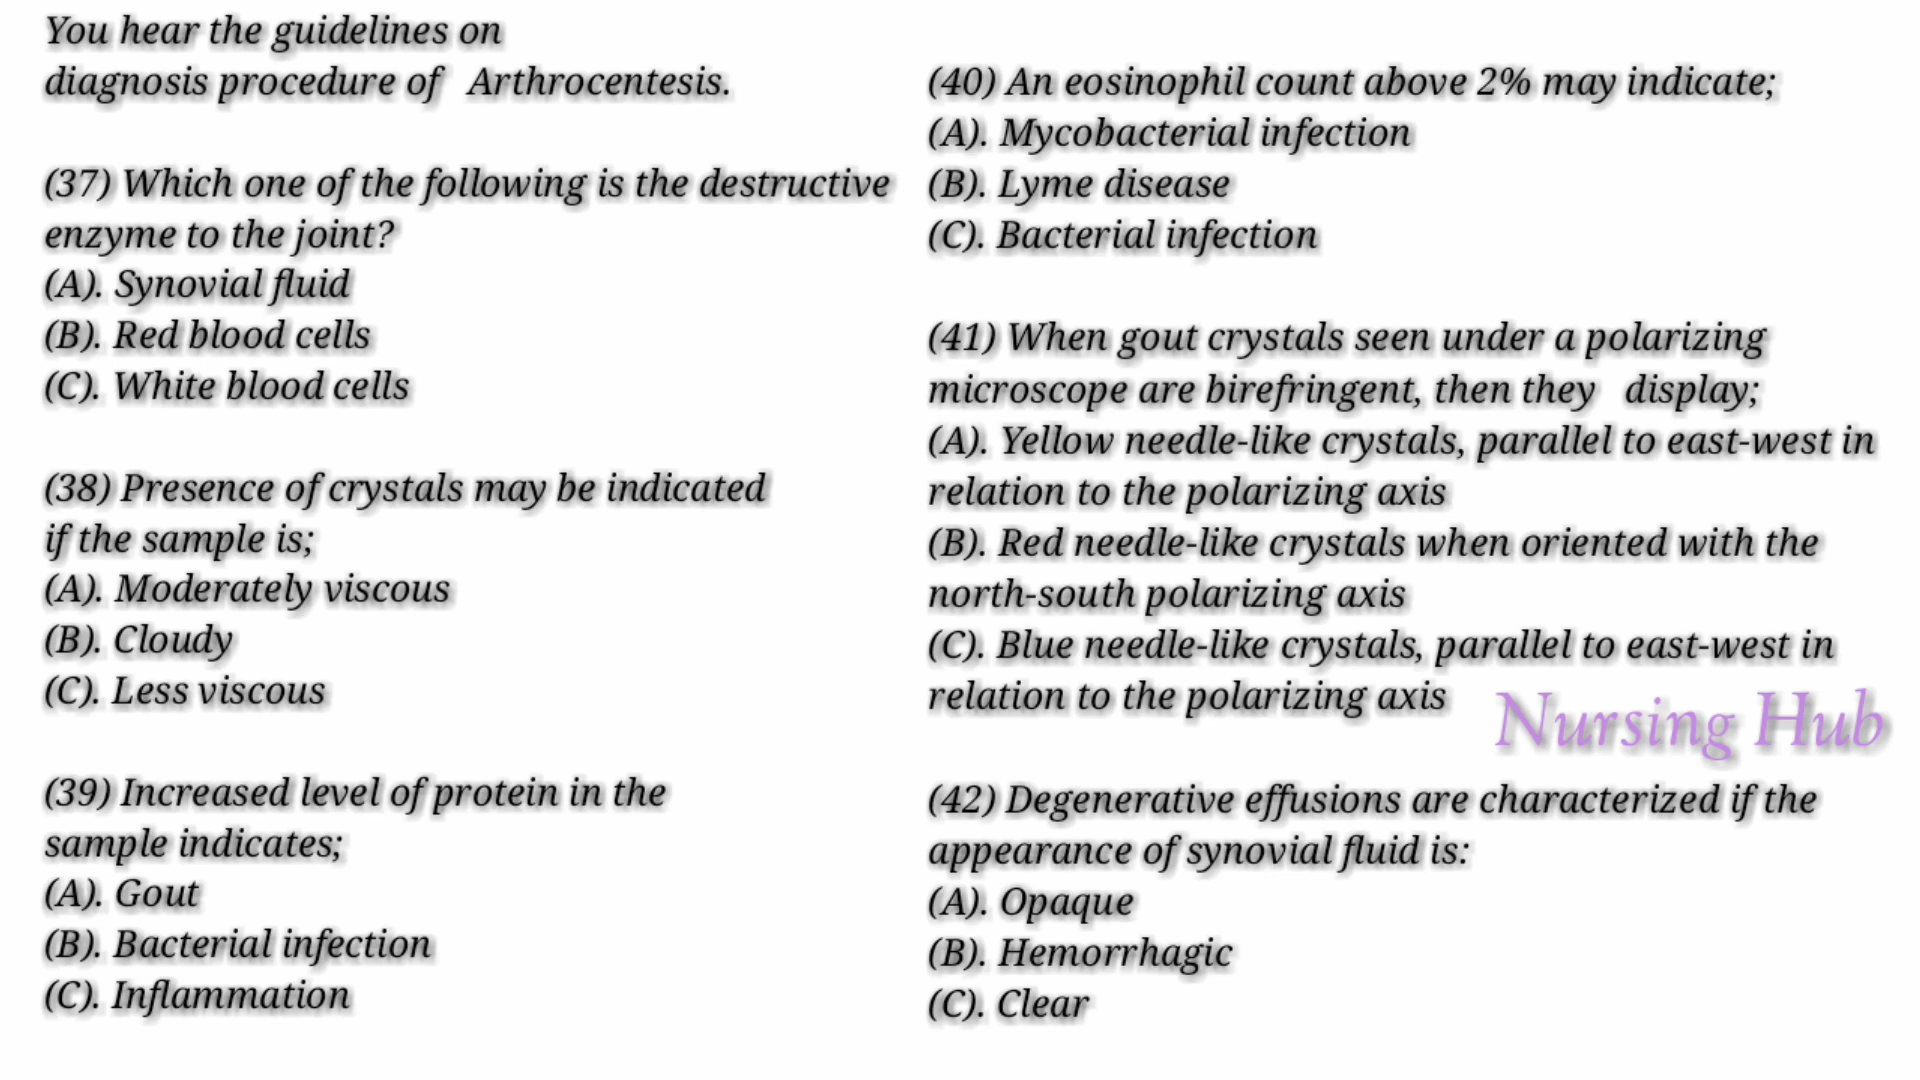 You hear the guidelines on
diagnosis procedure of Arthrocentesis.
(37) Which one of the following is the destructive
enzyme to the joint?
(A). Synovial fluid
(B). Red blood cells
(C). White blood cells
(38) Presence of crystals may be indicated
if the sample is;
(A). Moderately viscous
(B). Cloudy
(C). Less viscous
(39) Increased level of protein in the
sample indicates;
(A). Gout
(B). Bacterial infection
(C). Inflammation
(40) An eosinophil count above 2% may indicate;
(A). Mycobacterial infection
(B). Lyme disease
(C). Bacterial infection
(41) When gout crystals seen under a polarizing
microscope are birefringent, then they display;
(A). Yellow needle-like crystals, parallel to east-west in
relation to the polarizing axis
(B). Red needle-like crystals when oriented with the
north-south polarizing axis
(C). Blue needle-like crystals, parallel to east-west in
relation to the polarizing axis
Nursing Hub
(42) Degenerative effusions are characterized if the
appearance of synovial fluid is:
(A). Opaque
(B). Hemorrhagic
(C). Clear